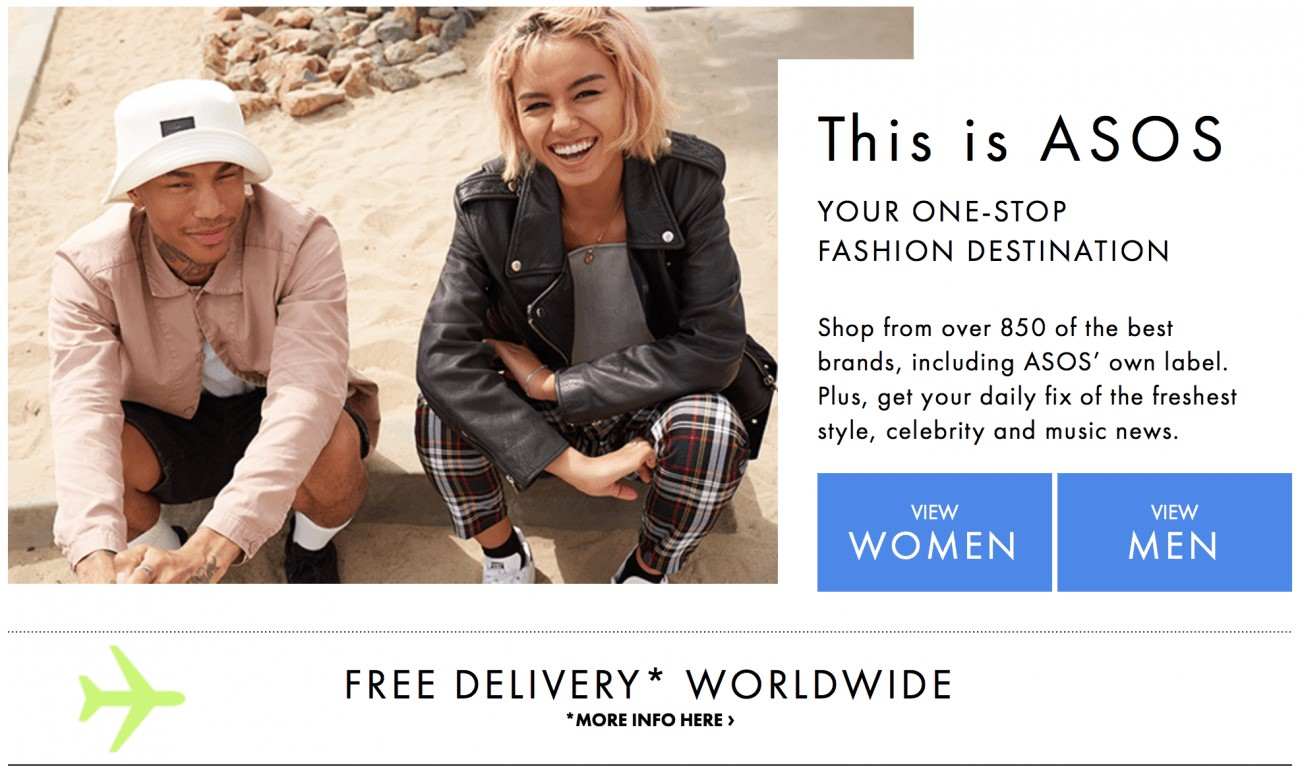 This is ASOS
YOUR ONE-STOP
FASHION DESTINATION
Shop from over 850 of the best
brands, including ASOS’ own label.
Plus, get your daily fix of the freshest
style, celebrity and music news.
VIEW
WOMEN
VIEW
MEN
FREE DELIVERY* WORLDWIDE
*MORE INFO HERE ›